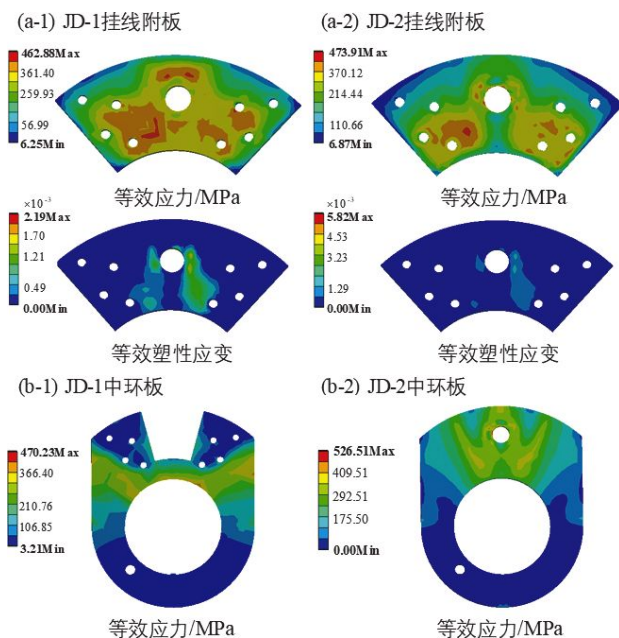 (a-1) JD-1挂线附板
462.88Max
361.40
259.93
56.99
6.25Min
等效应力/MPa
×10⁻³
2.19Max
1.70
1.21
0.49
0.00Min
等效塑性应变
(a-2) JD-2挂线附板
473.91Max
370.12
214.44
110.66
6.87Min
等效应力/MPa
×10⁻³
5.82Max
4.53
3.23
1.29
0.00Min
等效塑性应变
(b-1) JD-1中环板
470.23Max
366.40
210.76
106.85
3.21Min
等效应力/MPa
(b-2) JD-2中环板
526.51Max
409.51
292.51
175.50
0.00Min
等效应力/MPa